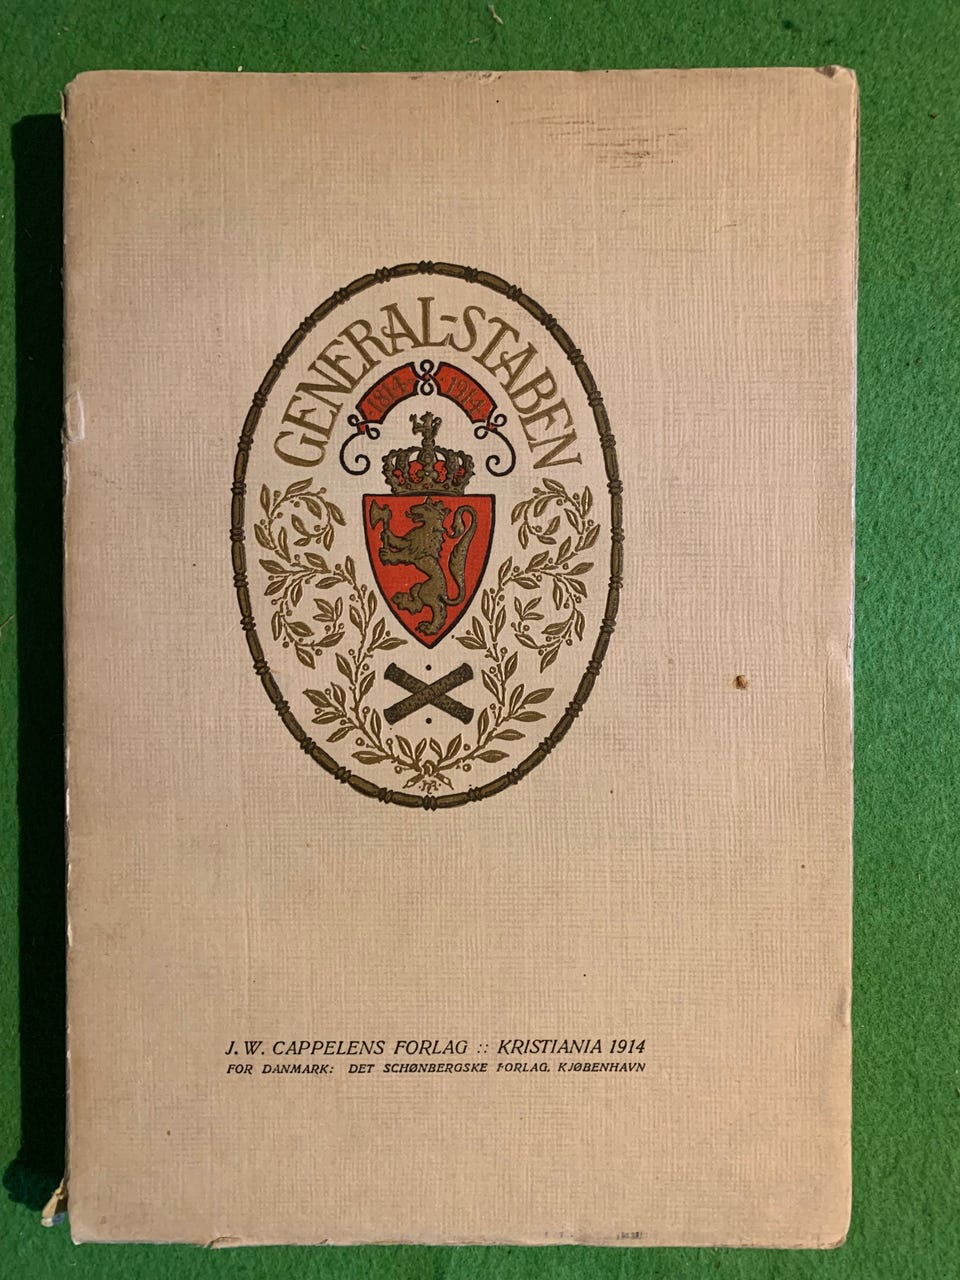 GENERAL-STABEN
1814 1914
J. W. CAPPELENS FORLAG :: KRISTIANIA 1914
FOR DANMARK: DET SCHØNBERGSKE FORLAG, KJØBENHAVN